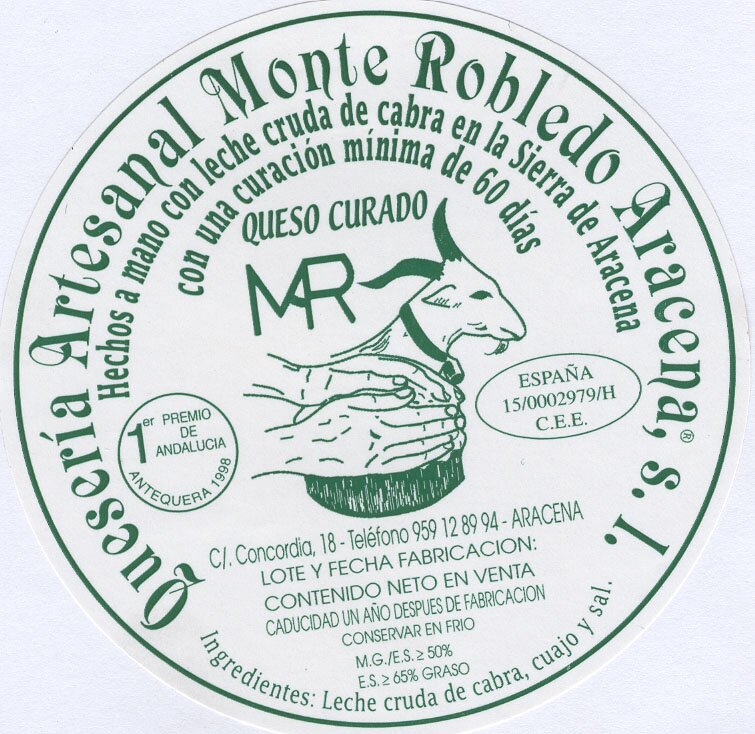 Quesería Artesanal Monte Robledo Aracena,® s. l.
Hechos a mano con leche cruda de cabra en la Sierra de Aracena
con una curación mínima de 60 días
QUESO CURADO
MR
ESPAÑA
15/0002979/H
C.E.E.
1er PREMIO
DE
ANDALUCIA
ANTEQUERA 1998
C/. Concordia, 18 - Teléfono 959 12 89 94 - ARACENA
LOTE Y FECHA FABRICACION:
CONTENIDO NETO EN VENTA
CADUCIDAD UN AÑO DESPUES DE FABRICACION
CONSERVAR EN FRIO
M.G./E.S. ≥ 50%
E.S. ≥ 65% GRASO
Ingredientes: Leche cruda de cabra, cuajo y sal.